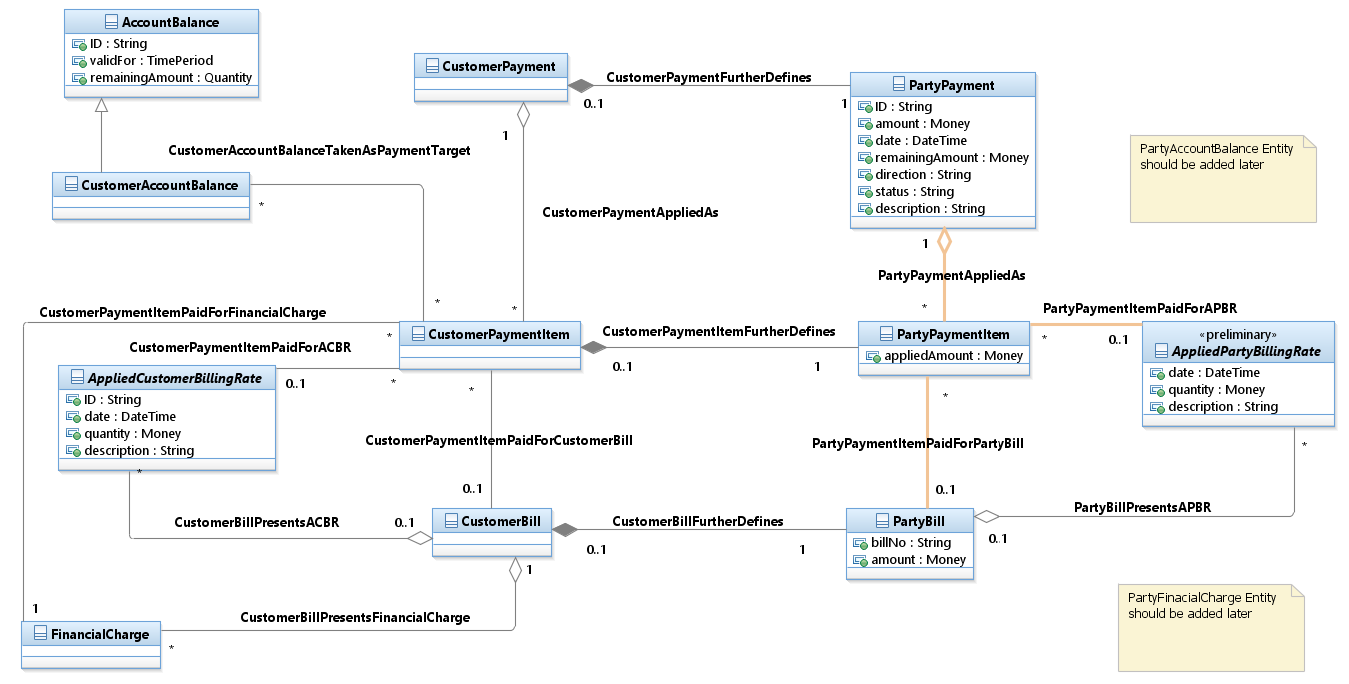 AccountBalance
ID : String
validFor : TimePeriod
remainingAmount : Quantity
CustomerPayment
CustomerPaymentFurtherDefines
0..1
1
PartyPayment
ID : String
amount : Money
date : DateTime
remainingAmount : Money
direction : String
status : String
description : String
PartyAccountBalance Entity
should be added later
1
CustomerAccountBalanceTakenAsPaymentTarget
CustomerAccountBalance
*
CustomerPaymentAppliedAs
1
PartyPaymentAppliedAs
*
*
*
CustomerPaymentItemPaidForFinancialCharge
*
CustomerPaymentItem
CustomerPaymentItemFurtherDefines
0..1
1
PartyPaymentItem
appliedAmount : Money
PartyPaymentItemPaidForAPBR
*
0..1
«preliminary»
AppliedPartyBillingRate
date : DateTime
quantity : Money
description : String
*
CustomerPaymentItemPaidForACBR
0..1
*
AppliedCustomerBillingRate
ID : String
date : DateTime
quantity : Money
description : String
*
*
CustomerPaymentItemPaidForCustomerBill
0..1
*
PartyPaymentItemPaidForPartyBill
0..1
CustomerBillPresentsACBR
0..1
CustomerBill
CustomerBillFurtherDefines
0..1
1
PartyBill
billNo : String
amount : Money
PartyBillPresentsAPBR
0..1
1
CustomerBillPresentsFinancialCharge
1
FinancialCharge
*
PartyFinacialCharge Entity
should be added later